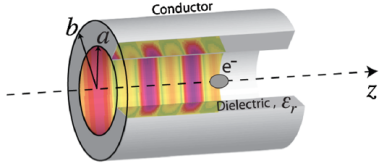 Conductor
b
a
e⁻
z
Dielectric, εᵣ